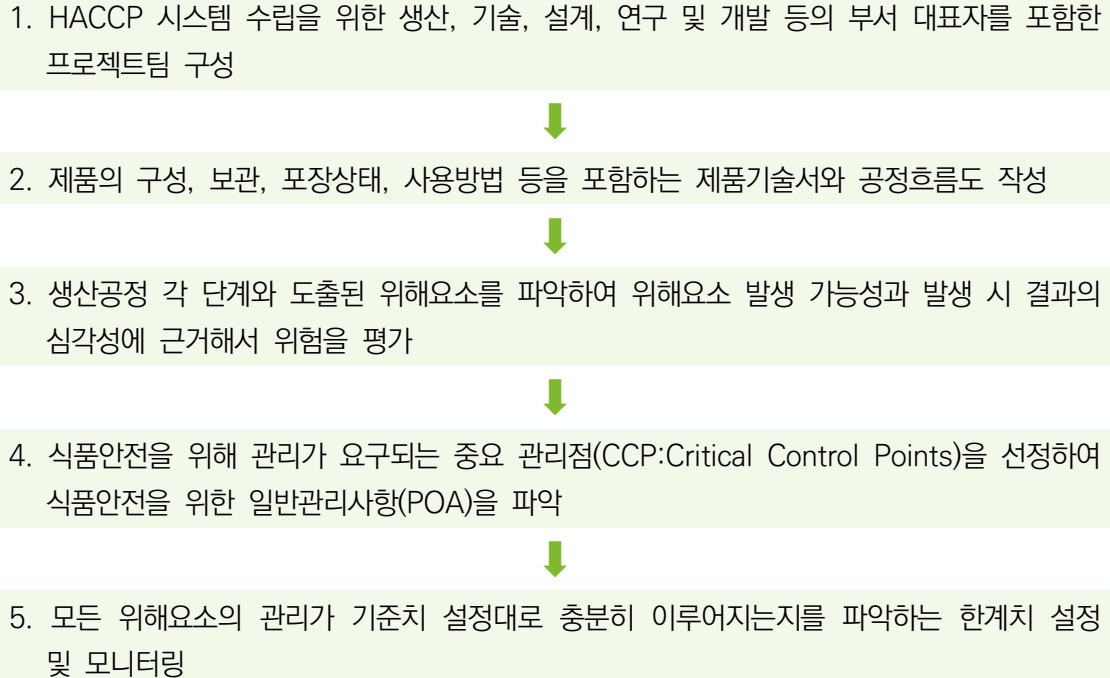 1. HACCP 시스템 수립을 위한 생산, 기술, 설계, 연구 및 개발 등의 부서 대표자를 포함한
프로젝트팀 구성
2. 제품의 구성, 보관, 포장상태, 사용방법 등을 포함하는 제품기술서와 공정흐름도 작성
3. 생산공정 각 단계와 도출된 위해요소를 파악하여 위해요소 발생 가능성과 발생 시 결과의
심각성에 근거해서 위험을 평가
4. 식품안전을 위해 관리가 요구되는 중요 관리점(CCP:Critical Control Points)을 선정하여
식품안전을 위한 일반관리사항(POA)을 파악
5. 모든 위해요소의 관리가 기준치 설정대로 충분히 이루어지는지를 파악하는 한계치 설정
및 모니터링